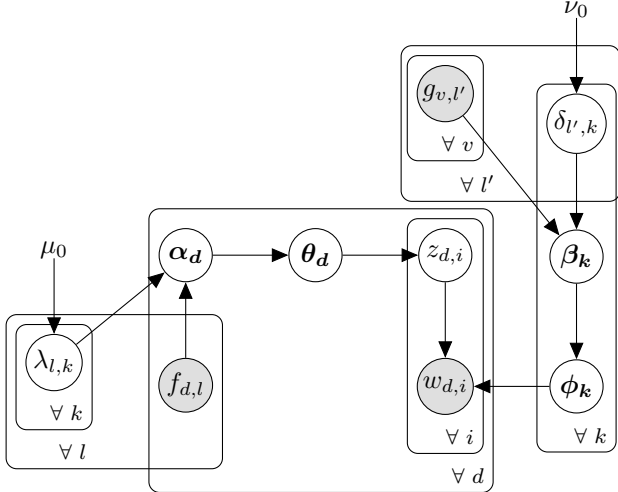 ν₀
g_{v,l′}
δ_{l′,k}
∀ v
∀ l′
μ₀
α_d
θ_d
z_{d,i}
β_k
λ_{l,k}
f_{d,l}
w_{d,i}
ϕ_k
∀ k
∀ i
∀ k
∀ l
∀ d